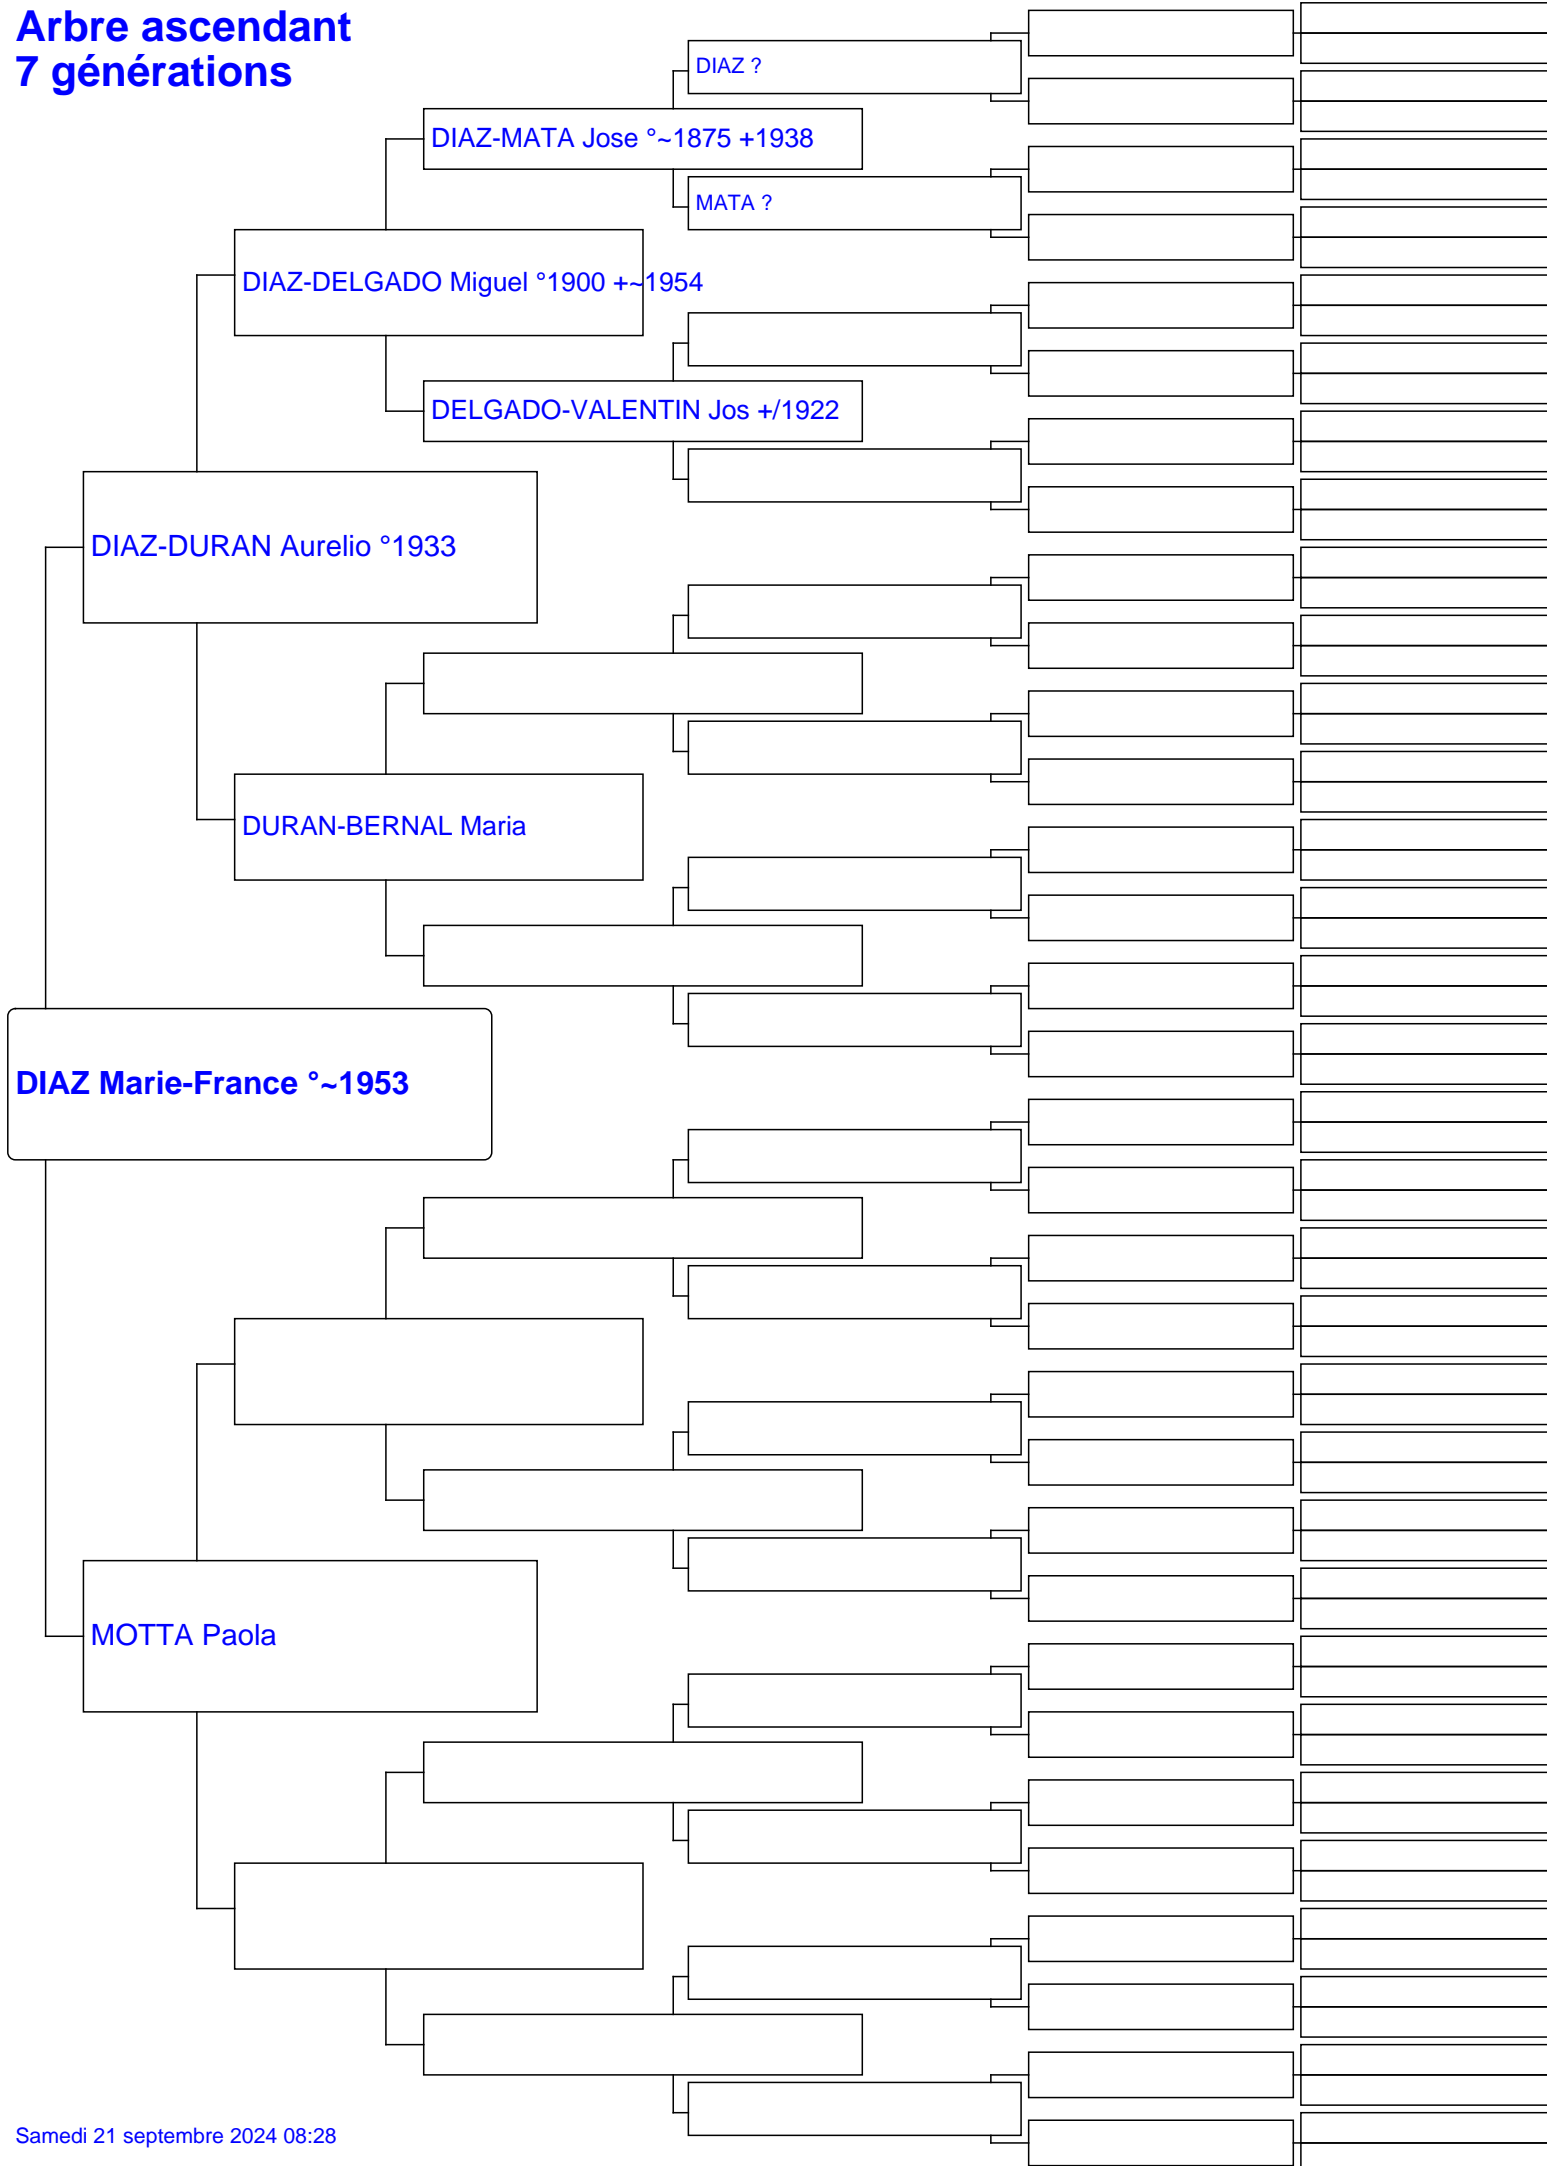 Arbre ascendant
7 générations
DIAZ ?
DIAZ-MATA Jose °~1875 +1938
MATA ?
DIAZ-DELGADO Miguel °1900 +~1954
DELGADO-VALENTIN Jos +/1922
DIAZ-DURAN Aurelio °1933
DURAN-BERNAL Maria
DIAZ Marie-France °~1953
MOTTA Paola
Samedi 21 septembre 2024 08:28